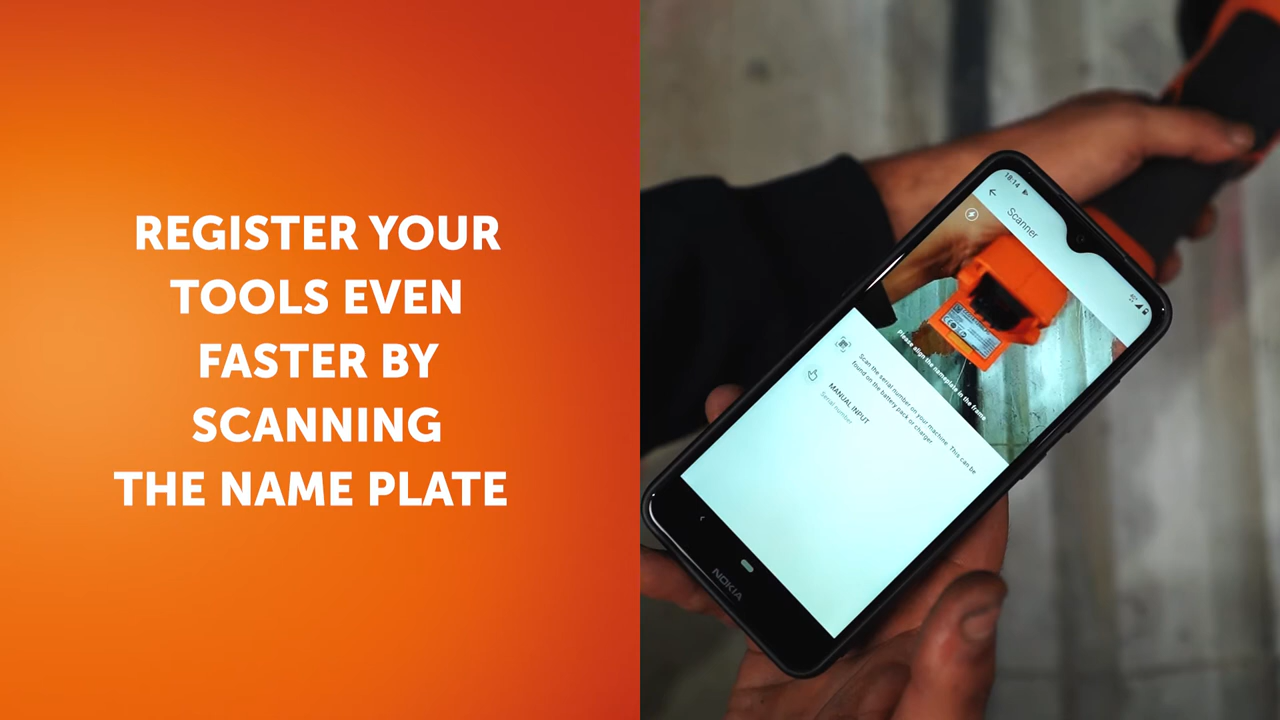 REGISTER YOUR
TOOLS EVEN
FASTER BY
SCANNING
THE NAME PLATE
18:14
Scanner
Please align the nameplate in the frame
Scan the serial number on your machine. This can be
found on the battery pack or charger
MANUAL INPUT
Serial number
NOKIA